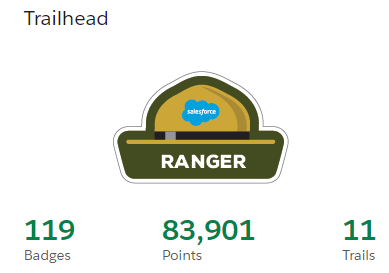 Trailhead
salesforce
RANGER
119 83,901 11
Badges Points Trails